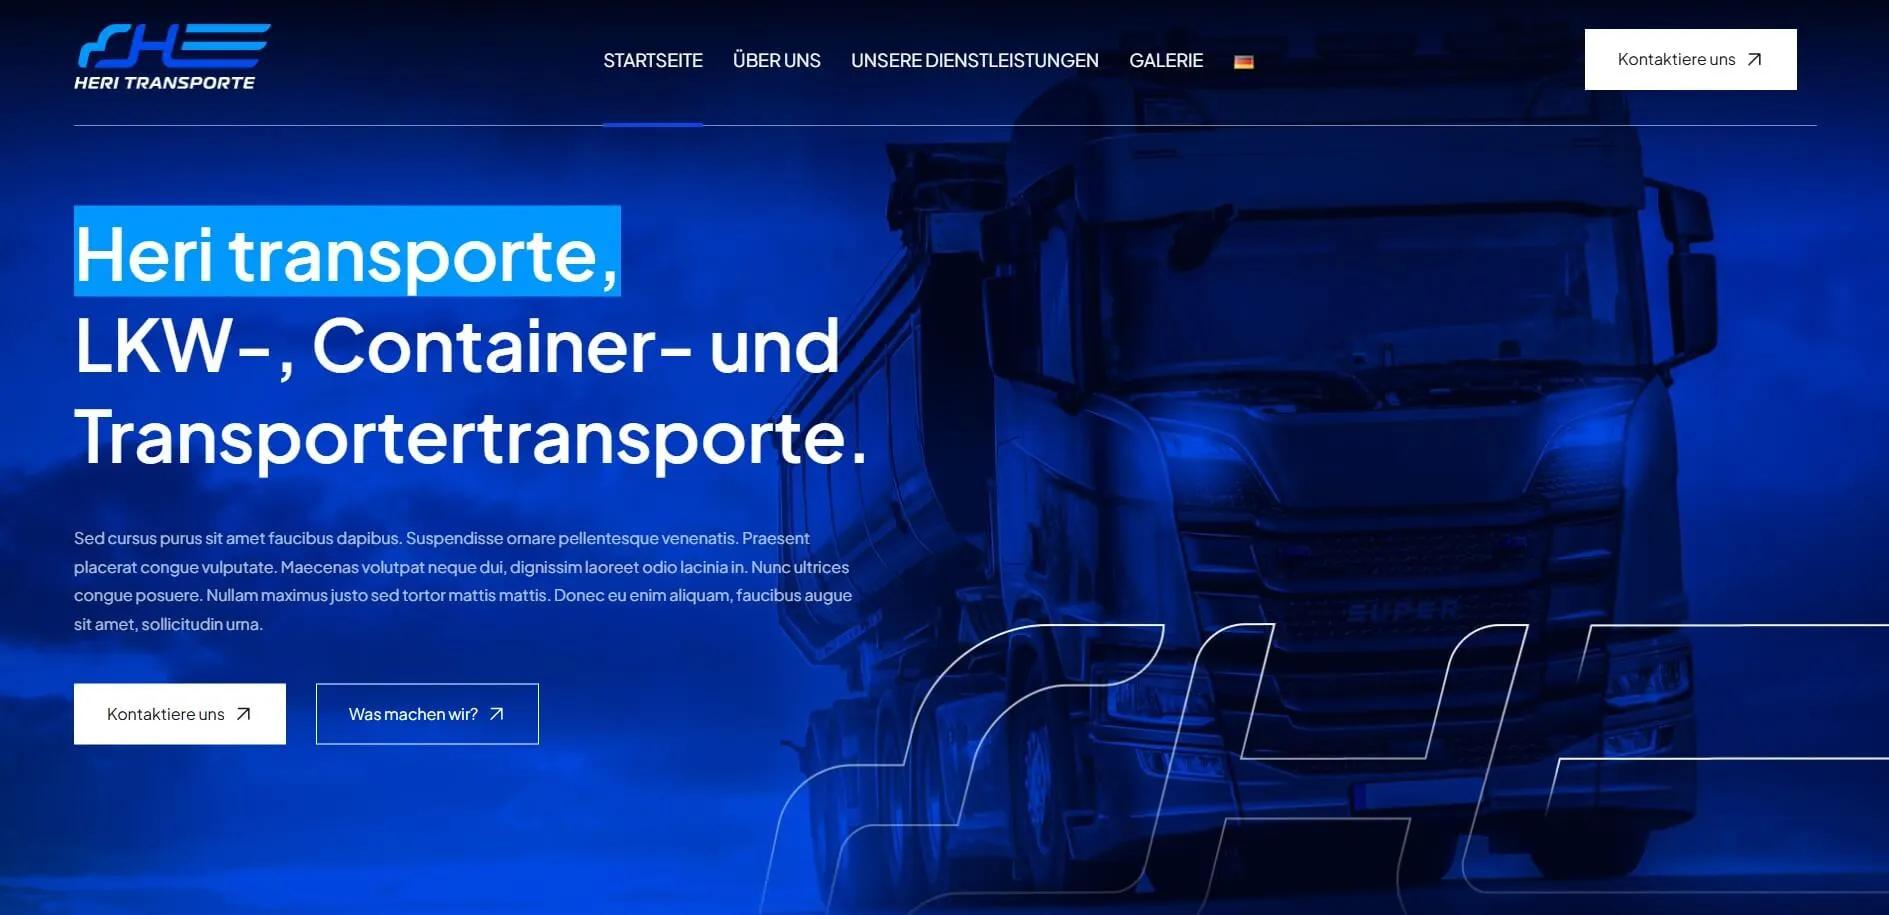 HERI TRANSPORTE
STARTSEITE
ÜBER UNS
UNSERE DIENSTLEISTUNGEN
GALERIE
Kontaktiere uns
Heri transporte,
LKW-, Container- und
Transportertransporte.
Sed cursus purus sit amet faucibus dapibus. Suspendisse ornare pellentesque venenatis. Praesent
placerat congue vulputate. Maecenas volutpat neque dui, dignissim laoreet odio lacinia in. Nunc ultrices
congue posuere. Nullam maximus justo sed tortor mattis mattis. Donec eu enim aliquam, faucibus augue
sit amet, sollicitudin urna.
Kontaktiere uns
Was machen wir?
SUPER